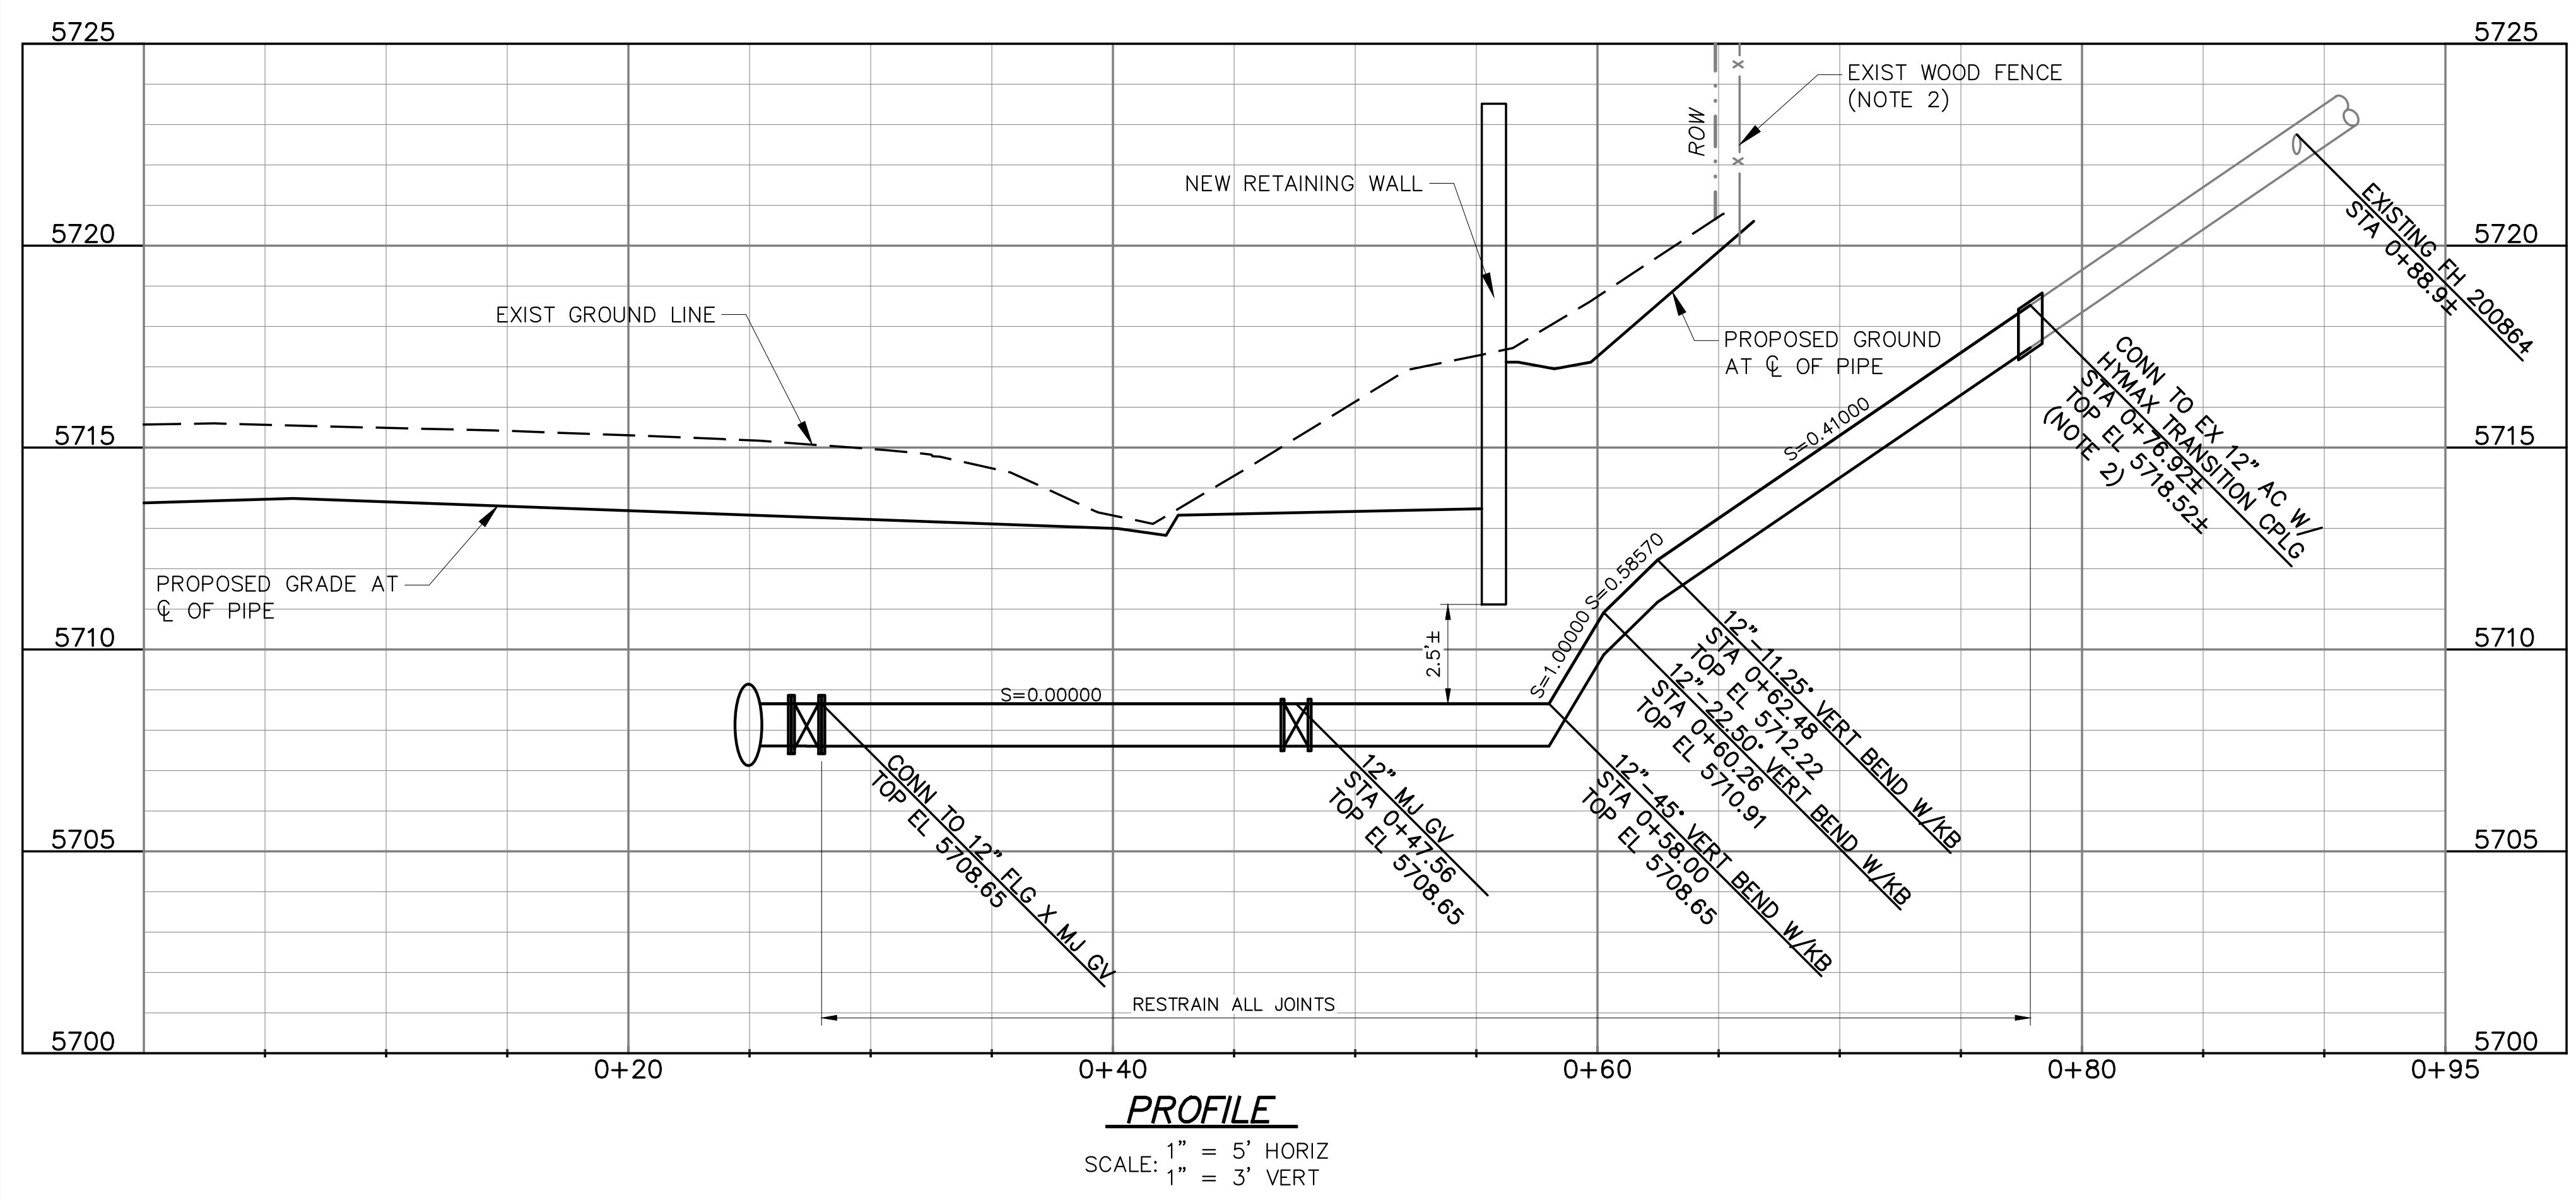 5725
5725
EXIST WOOD FENCE
(NOTE 2)
ROW
NEW RETAINING WALL
EXISTING FH 200864
STA 0+88.9±
5720
5720
EXIST GROUND LINE
PROPOSED GROUND
AT ℄ OF PIPE
CONN TO EX 12" AC W/
HYMAX TRANSITION CPLG
STA 0+76.92±
TOP EL 5718.52±
(NOTE 2)
5715
5715
S=0.41000
PROPOSED GRADE AT
℄ OF PIPE
S=0.58570
S=1.00000
2.5'±
5710
5710
S=0.00000
12"-11.25° VERT BEND W/KB
STA 0+62.48
TOP EL 5712.22
12"-22.50° VERT BEND W/KB
STA 0+60.26
TOP EL 5710.91
12"-45° VERT BEND W/KB
STA 0+58.00
TOP EL 5708.65
12" MJ GV
STA 0+47.56
TOP EL 5708.65
CONN TO 12" FLG X MJ GV
TOP EL 5708.65
5705
5705
RESTRAIN ALL JOINTS
5700
5700
0+20
0+40
0+60
0+80
0+95
PROFILE
SCALE:
1" = 5' HORIZ
1" = 3' VERT